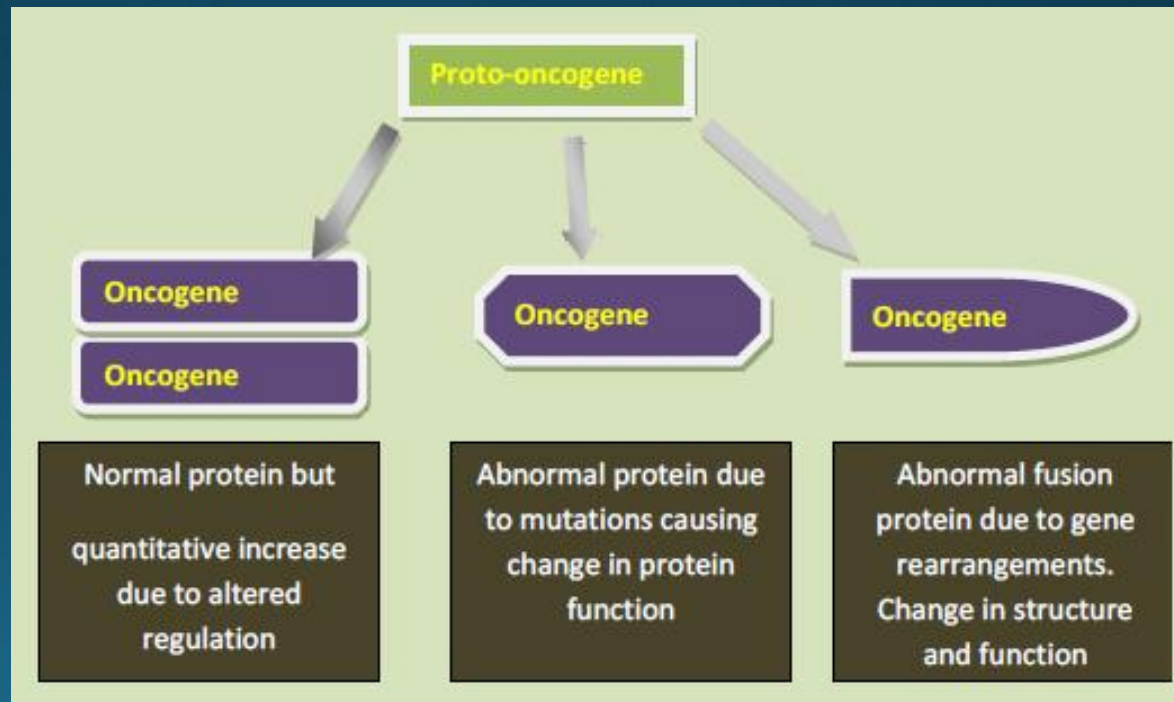 Proto-oncogene
Oncogene
Oncogene
Oncogene
Oncogene
Normal protein but
quantitative increase
due to altered
regulation
Abnormal protein due
to mutations causing
change in protein
function
Abnormal fusion
protein due to gene
rearrangements.
Change in structure
and function